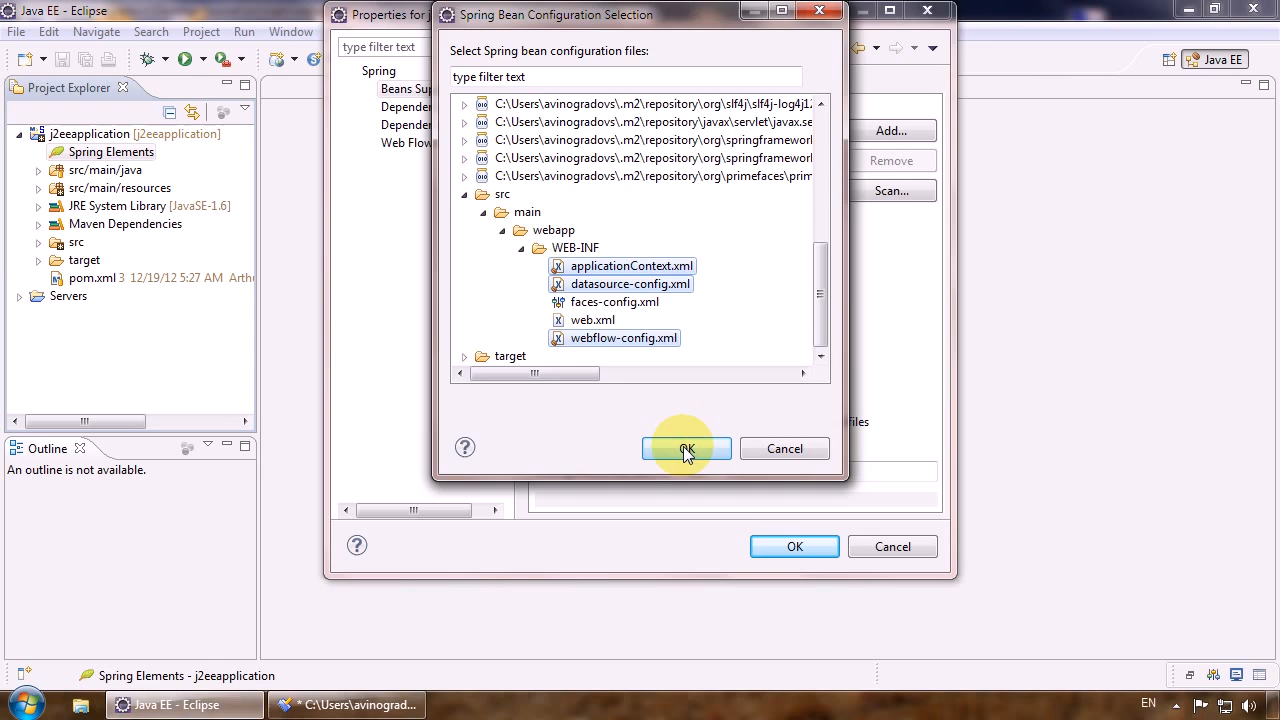 Java EE - Eclipse
File Edit Navigate Search Project Run Window
Java EE
Project Explorer
j2eeapplication [j2eeapplication]
Spring Elements
src/main/java
src/main/resources
JRE System Library [JavaSE-1.6]
Maven Dependencies
src
target
pom.xml 3 12/19/12 5:27 AM Arth
Servers
Outline
An outline is not available.
Properties for j
type filter text
Spring
Beans Sup
Depender
Depender
Web Flow
Add...
Remove
Scan...
files
OK
Cancel
Spring Bean Configuration Selection
Select Spring bean configuration files:
type filter text
C:\Users\avinogradovs\.m2\repository\org\slf4j\slf4j-log4j12
C:\Users\avinogradovs\.m2\repository\javax\servlet\javax.se
C:\Users\avinogradovs\.m2\repository\org\springframework
C:\Users\avinogradovs\.m2\repository\org\springframework
C:\Users\avinogradovs\.m2\repository\org\primefaces\prim
src
main
webapp
WEB-INF
applicationContext.xml
datasource-config.xml
faces-config.xml
web.xml
webflow-config.xml
target
OK
Cancel
Spring Elements - j2eeapplication
Java EE - Eclipse
* C:\Users\avinograd...
EN
7:04 PM